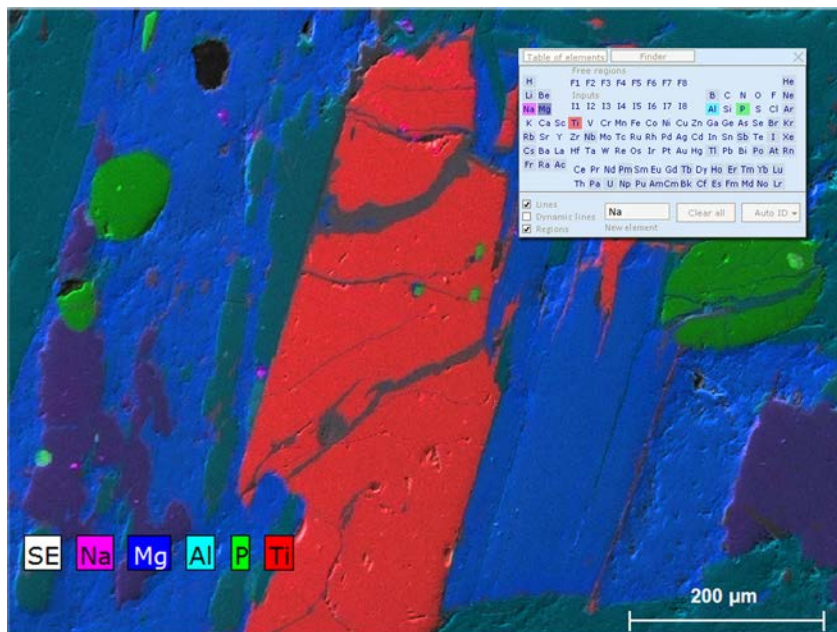 Table of elements Finder
Free regions
H F1 F2 F3 F4 F5 F6 F7 F8 He
Li Be Inputs B C N O F Ne
Na Mg I1 I2 I3 I4 I5 I6 I7 I8 Al Si P S Cl Ar
K Ca Sc Ti V Cr Mn Fe Co Ni Cu Zn Ga Ge As Se Br Kr
Rb Sr Y Zr Nb Mo Tc Ru Rh Pd Ag Cd In Sn Sb Te I Xe
Cs Ba La Hf Ta W Re Os Ir Pt Au Hg Tl Pb Bi Po At Rn
Fr Ra Ac
Ce Pr Nd Pm Sm Eu Gd Tb Dy Ho Er Tm Yb Lu
Th Pa U Np Pu Am Cm Bk Cf Es Fm Md No Lr
Lines
Dynamic lines
Regions
Na
New element
Clear all
Auto ID
SE Na Mg Al P Ti
200 µm